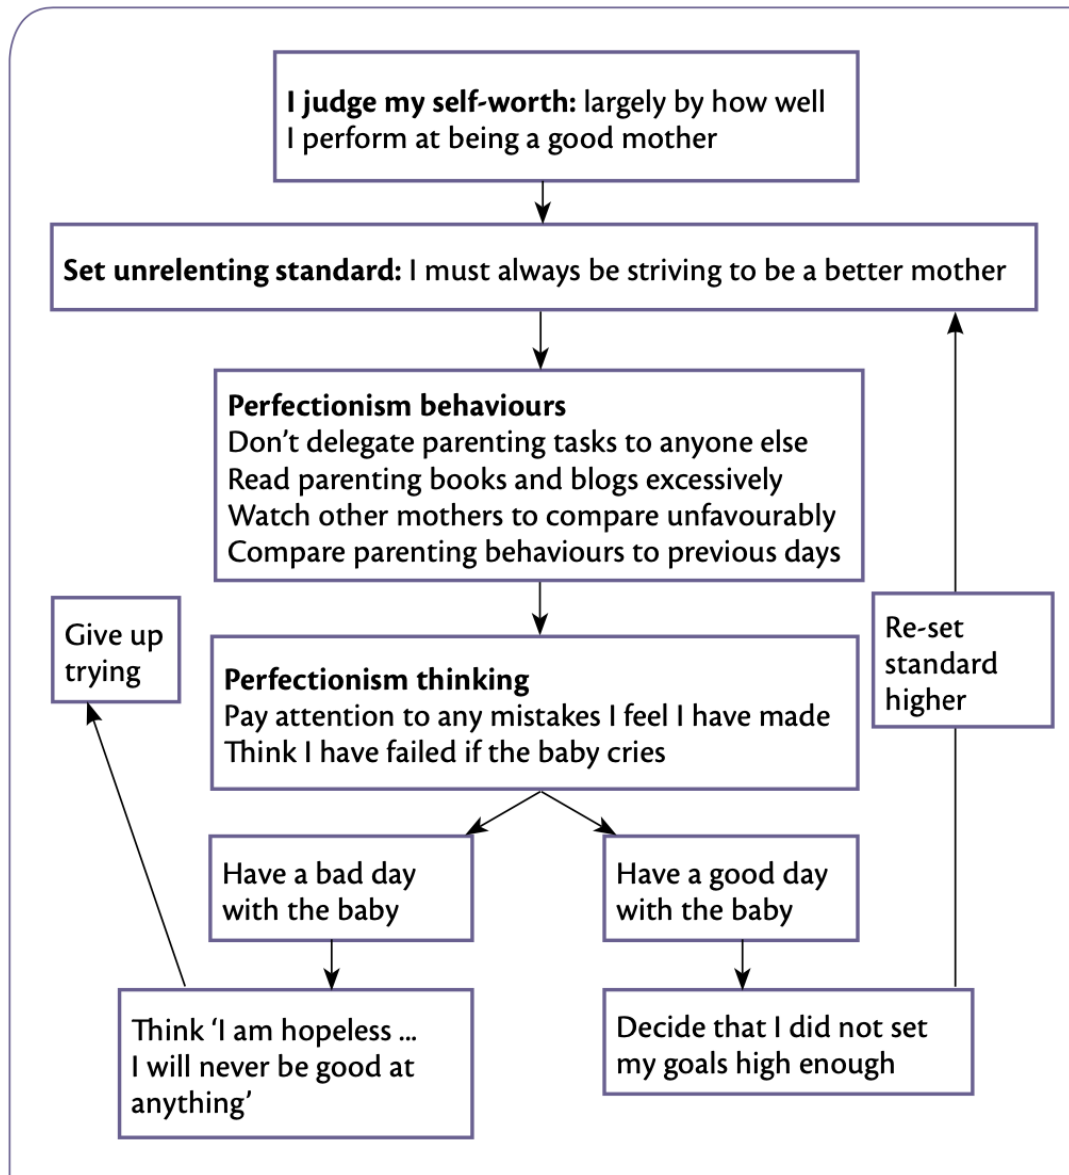 I judge my self-worth: largely by how well
I perform at being a good mother
Set unrelenting standard: I must always be striving to be a better mother
Perfectionism behaviours
Don’t delegate parenting tasks to anyone else
Read parenting books and blogs excessively
Watch other mothers to compare unfavourably
Compare parenting behaviours to previous days
Give up
trying
Re-set
standard
higher
Perfectionism thinking
Pay attention to any mistakes I feel I have made
Think I have failed if the baby cries
Have a bad day
with the baby
Have a good day
with the baby
Think ‘I am hopeless ...
I will never be good at
anything’
Decide that I did not set
my goals high enough